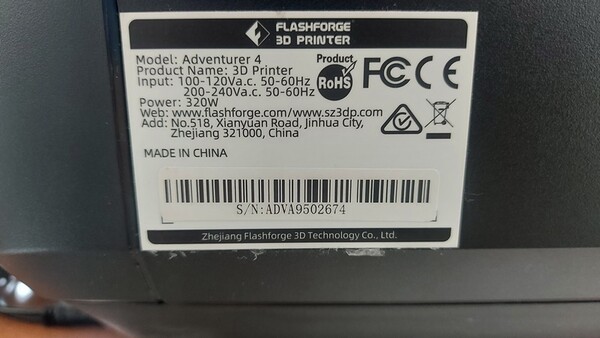 FLASHFORGE
3D PRINTER
Model: Adventurer 4
Product Name: 3D Printer
Input: 100-120Va.c. 50-60Hz
200-240Va.c. 50-60Hz
Power: 320W
Web: www.flashforge.com/www.sz3dp.com
Add: No.518, Xianyuan Road, Jinhua City,
Zhejiang 321000, China
Product
RoHS
FC CE
MADE IN CHINA
S/N:ADVA9502674
Zhejiang Flashforge 3D Technology Co., Ltd.